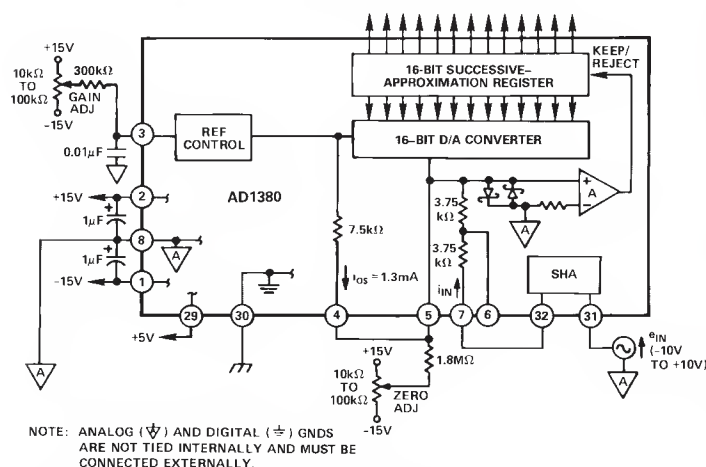 +15V
10kΩ
TO
100kΩ
300kΩ
GAIN
ADJ
-15V
0.01µF
3
REF
CONTROL
KEEP/
REJECT
16-BIT SUCCESSIVE-
APPROXIMATION REGISTER
16-BIT D/A CONVERTER
AD1380
+15V
2
+
1µF
8
A
+
1µF
-15V
1
7.5kΩ
iOS = 1.3mA
3.75
kΩ
3.75
kΩ
iIN
+
A
-
A
SHA
29
30
4
5
7
6
32
31
+5V
A
+15V
10kΩ
TO
100kΩ
ZERO
ADJ
-15V
1.8MΩ
eIN
(-10V
TO +10V)
A
NOTE: ANALOG (A) AND DIGITAL (⏚) GNDS
ARE NOT TIED INTERNALLY AND MUST BE
CONNECTED EXTERNALLY.